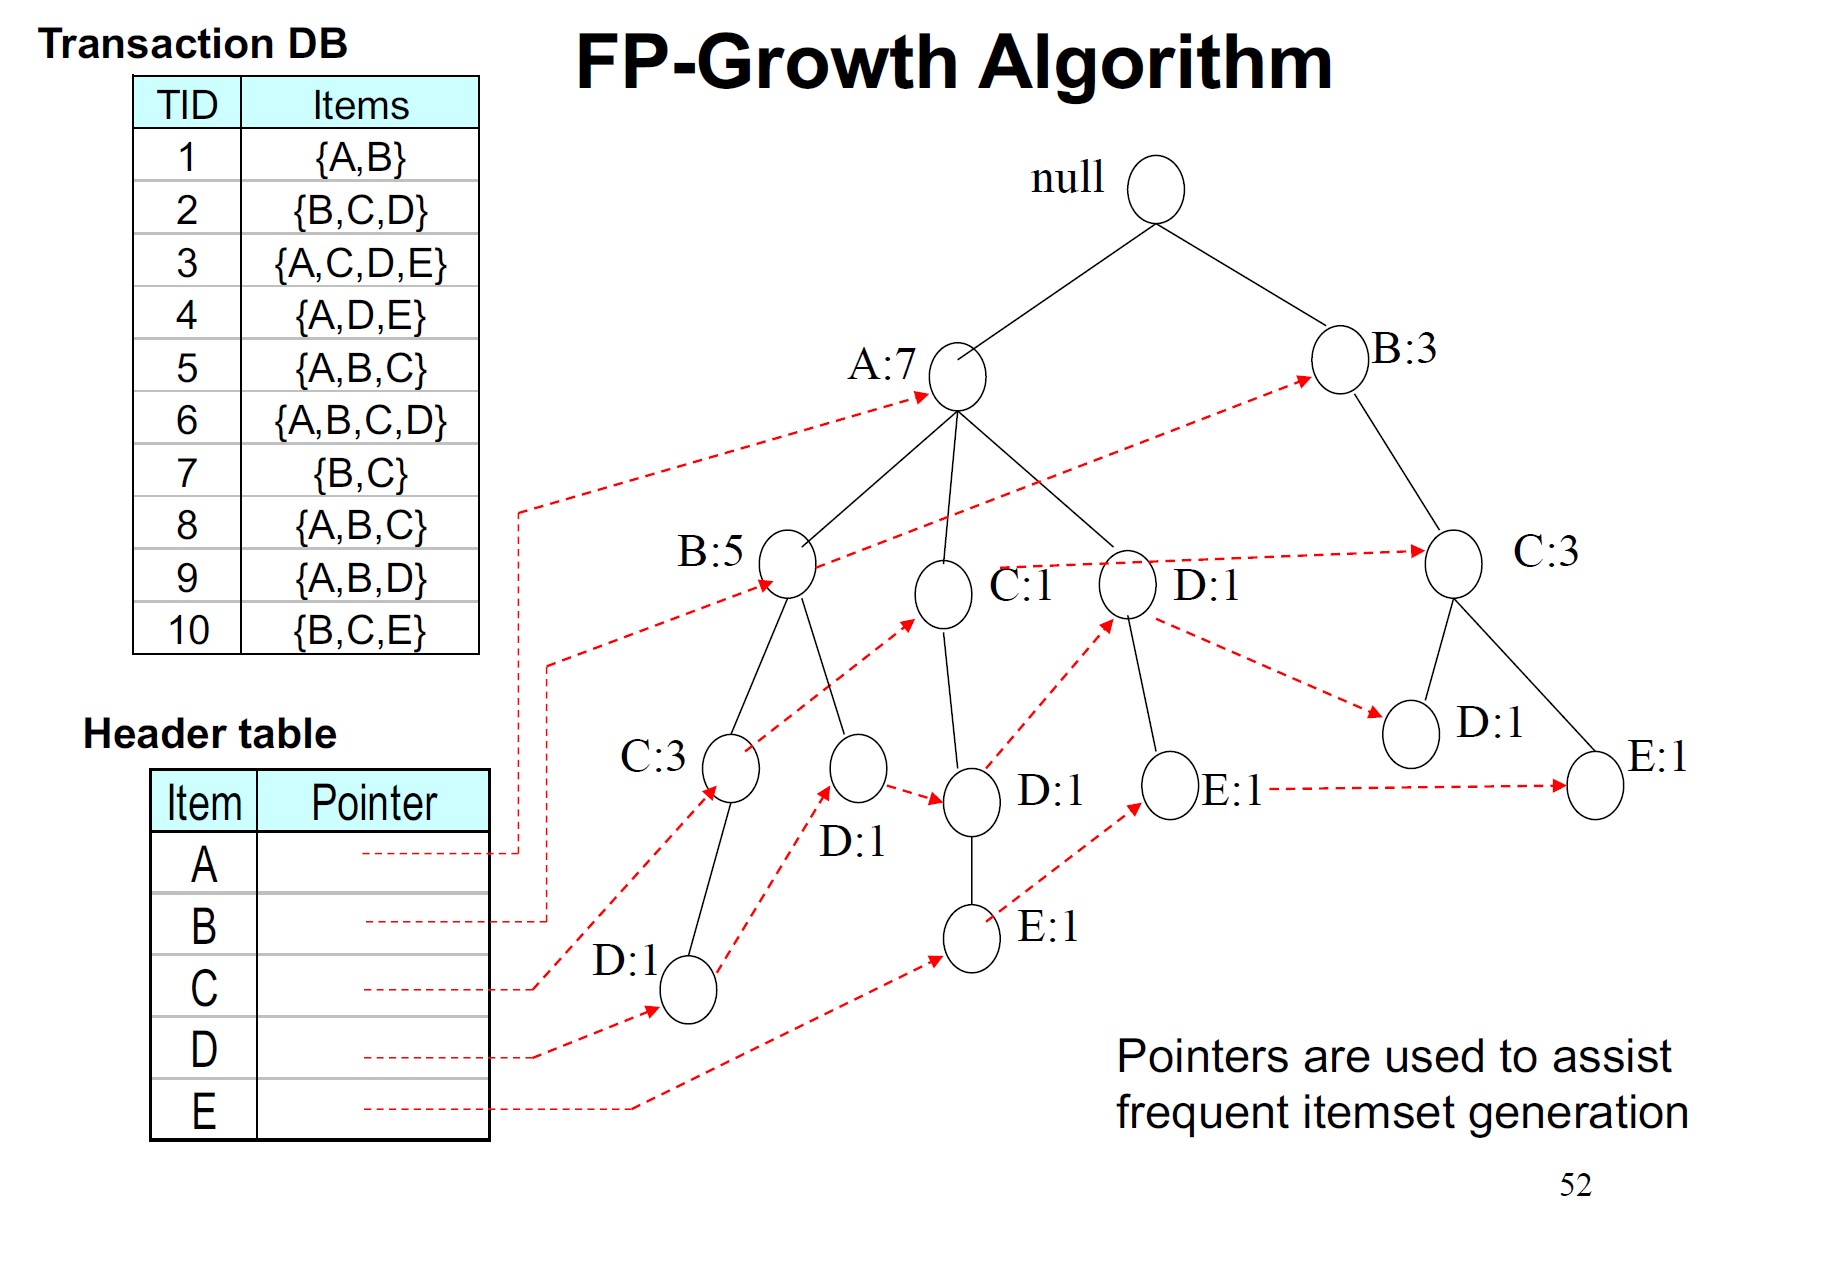 Transaction DB
FP-Growth Algorithm
TID Items
1 {A,B}
2 {B,C,D}
3 {A,C,D,E}
4 {A,D,E}
5 {A,B,C}
6 {A,B,C,D}
7 {B,C}
8 {A,B,C}
9 {A,B,D}
10 {B,C,E}
null
A:7
B:3
B:5
C:1
D:1
C:3
C:3
D:1
D:1
E:1
D:1
E:1
D:1
E:1
Header table
Item Pointer
A
B
C
D
E
Pointers are used to assist
frequent itemset generation
52